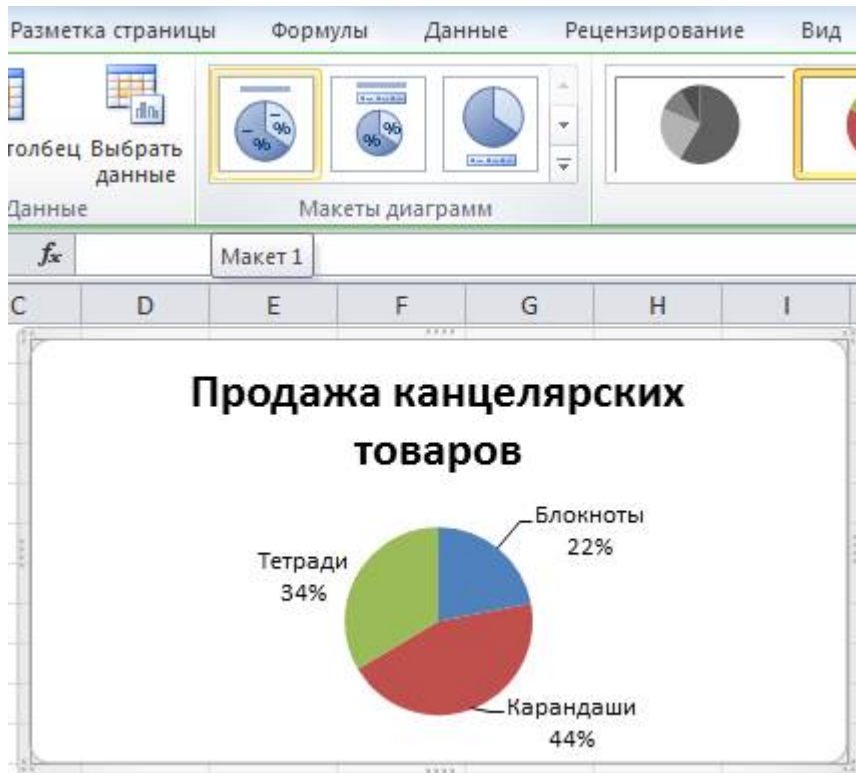 Разметка страницы Формулы Данные Рецензирование Вид
толбец Выбрать
данные
Данные Макеты диаграмм
fx Макет 1
C D E F G H I
Продажа канцелярских
товаров
Блокноты
22%
Тетради
34%
Карандаши
44%